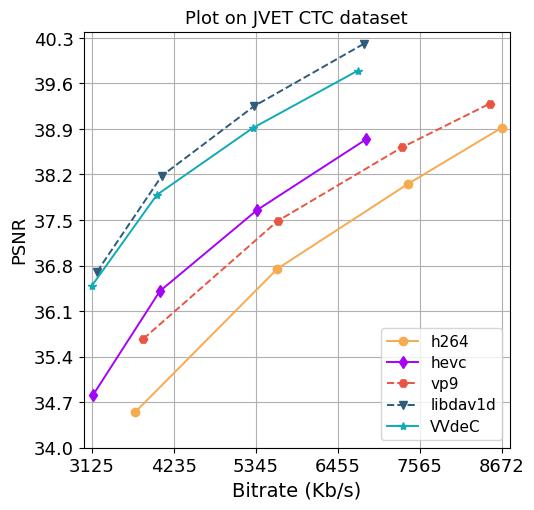 Plot on JVET CTC dataset
PSNR
40.3
39.6
38.9
38.2
37.5
36.8
36.1
35.4
34.7
34.0
h264
hevc
vp9
libdav1d
VVdeC
3125 4235 5345 6455 7565 8672
Bitrate (Kb/s)